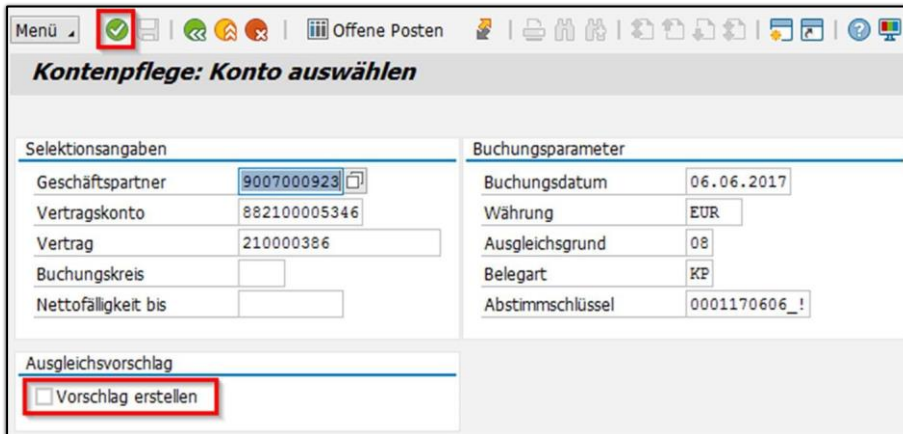 Menü
Offene Posten
Kontenpflege: Konto auswählen
Selektionsangaben
Geschäftspartner 9007000923
Vertragskonto 882100005346
Vertrag 210000386
Buchungskreis
Nettofälligkeit bis
Buchungsparameter
Buchungsdatum 06.06.2017
Währung EUR
Ausgleichsgrund 08
Belegart KP
Abstimmschlüssel 0001170606_!
Ausgleichsvorschlag
Vorschlag erstellen